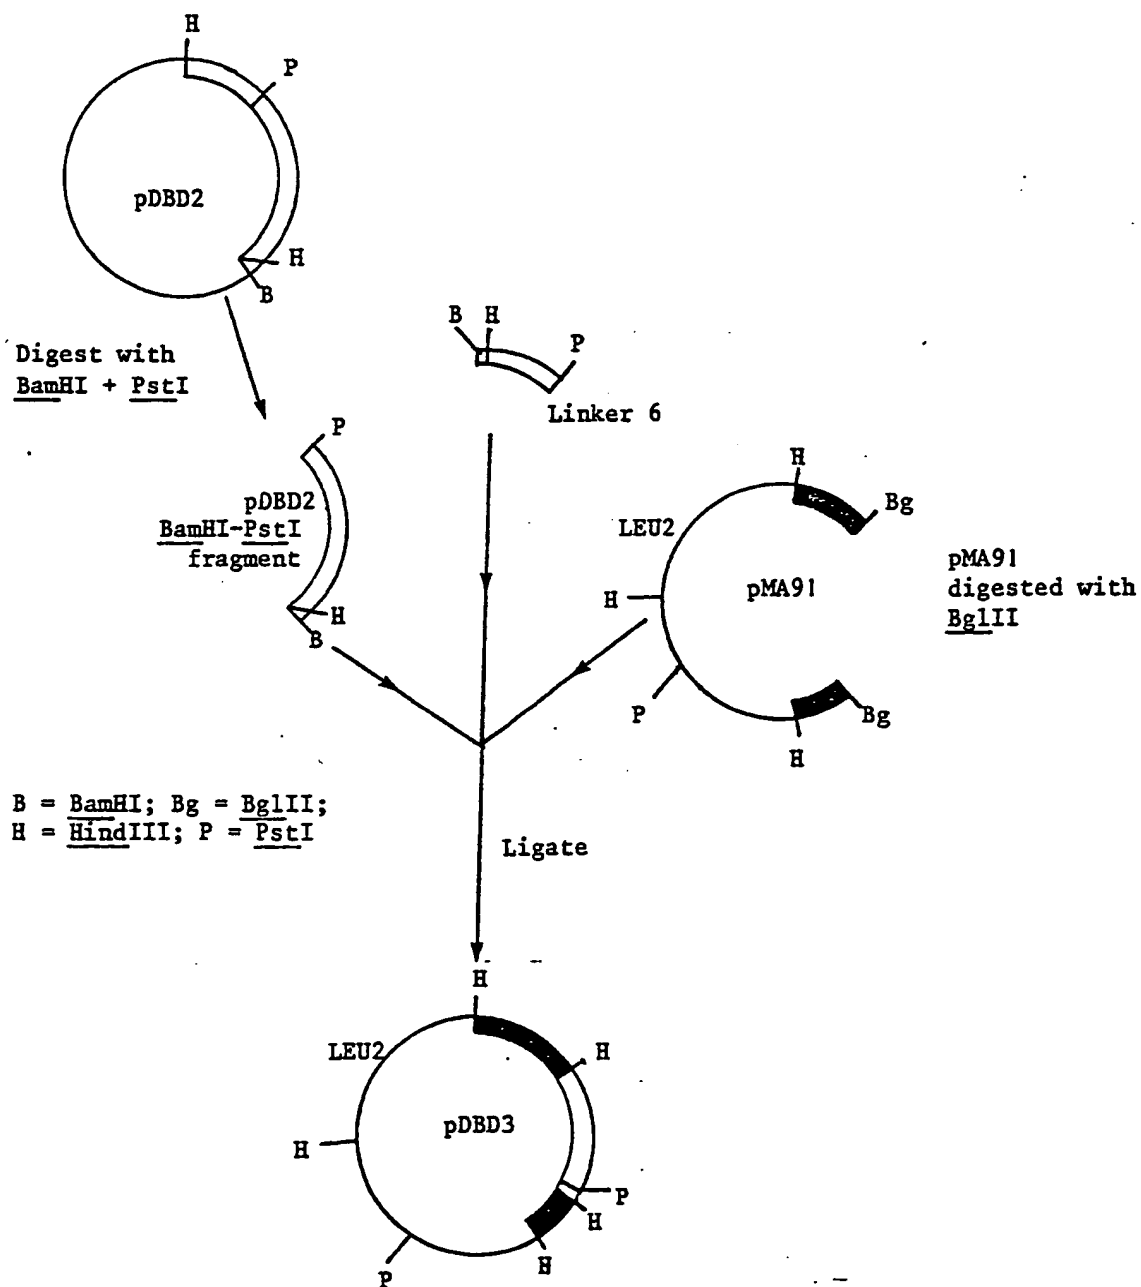 H
P
pDBD2
H
B
Digest with
BamHI + PstI
B
H
P
Linker 6
P
pDBD2
BamHI-PstI
fragment
H
B
H
Bg
LEU2
pMA91
pMA91
digested with
BglII
H
P
Bg
H
B = BamHI; Bg = BglII;
H = HindIII; P = PstI
Ligate
H
LEU2
H
pDBD3
H
P
H
H
P